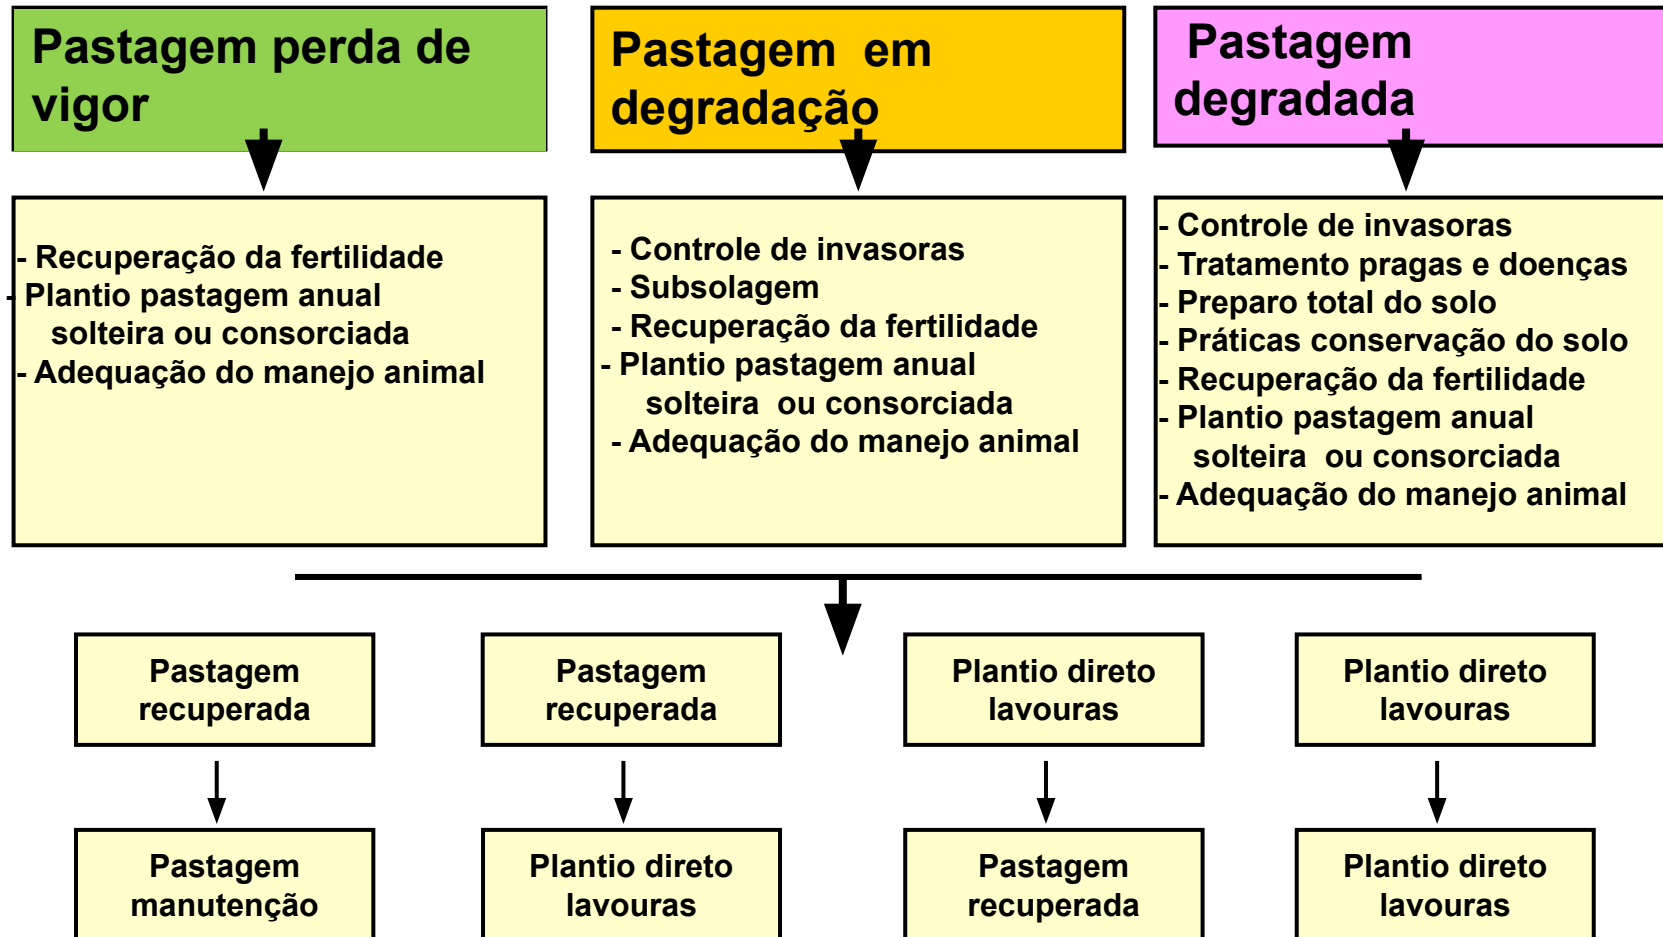 Pastagem perda de
vigor
Pastagem em
degradação
Pastagem
degradada
- Recuperação da fertilidade
- Plantio pastagem anual
solteira ou consorciada
- Adequação do manejo animal
- Controle de invasoras
- Subsolagem
- Recuperação da fertilidade
- Plantio pastagem anual
solteira ou consorciada
- Adequação do manejo animal
- Controle de invasoras
- Tratamento pragas e doenças
- Preparo total do solo
- Práticas conservação do solo
- Recuperação da fertilidade
- Plantio pastagem anual
solteira ou consorciada
- Adequação do manejo animal
Pastagem
recuperada
Pastagem
recuperada
Plantio direto
lavouras
Plantio direto
lavouras
Pastagem
manutenção
Plantio direto
lavouras
Pastagem
recuperada
Plantio direto
lavouras